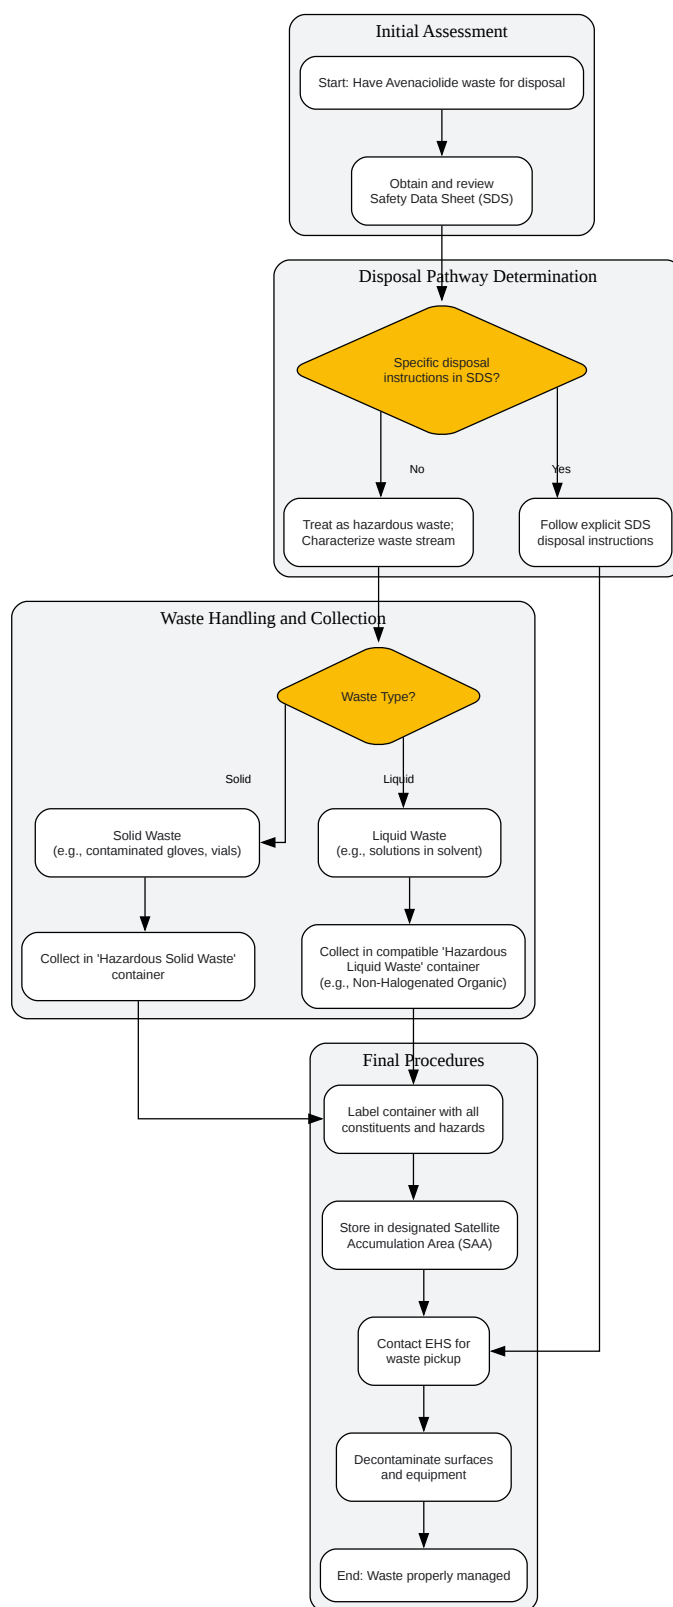 Initial Assessment
Start: Have Avenaciolide waste for disposal
Obtain and review
Safety Data Sheet (SDS)
Disposal Pathway Determination
Specific disposal
instructions in SDS?
No
Yes
Treat as hazardous waste;
Characterize waste stream
Follow explicit SDS
disposal instructions
Waste Handling and Collection
Waste Type?
Solid
Liquid
Solid Waste
(e.g., contaminated gloves, vials)
Liquid Waste
(e.g., solutions in solvent)
Collect in 'Hazardous Solid Waste'
container
Collect in compatible 'Hazardous
Liquid Waste' container
(e.g., Non-Halogenated Organic)
Final Procedures
Label container with all
constituents and hazards
Store in designated Satellite
Accumulation Area (SAA)
Contact EHS for
waste pickup
Decontaminate surfaces
and equipment
End: Waste properly managed